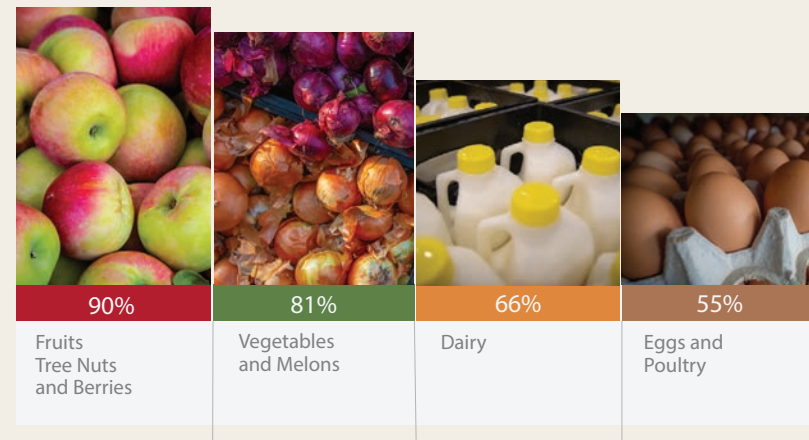 90%
81%
66%
55%
Fruits
Tree Nuts
and Berries
Vegetables
and Melons
Dairy
Eggs and
Poultry